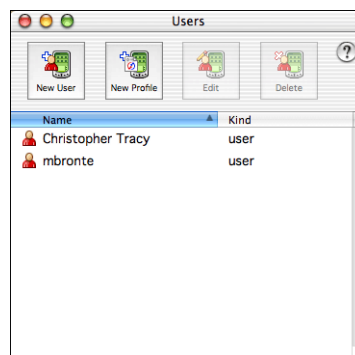 Users
New User New Profile Edit Delete ?
Name Kind
Christopher Tracy user
mbronte user